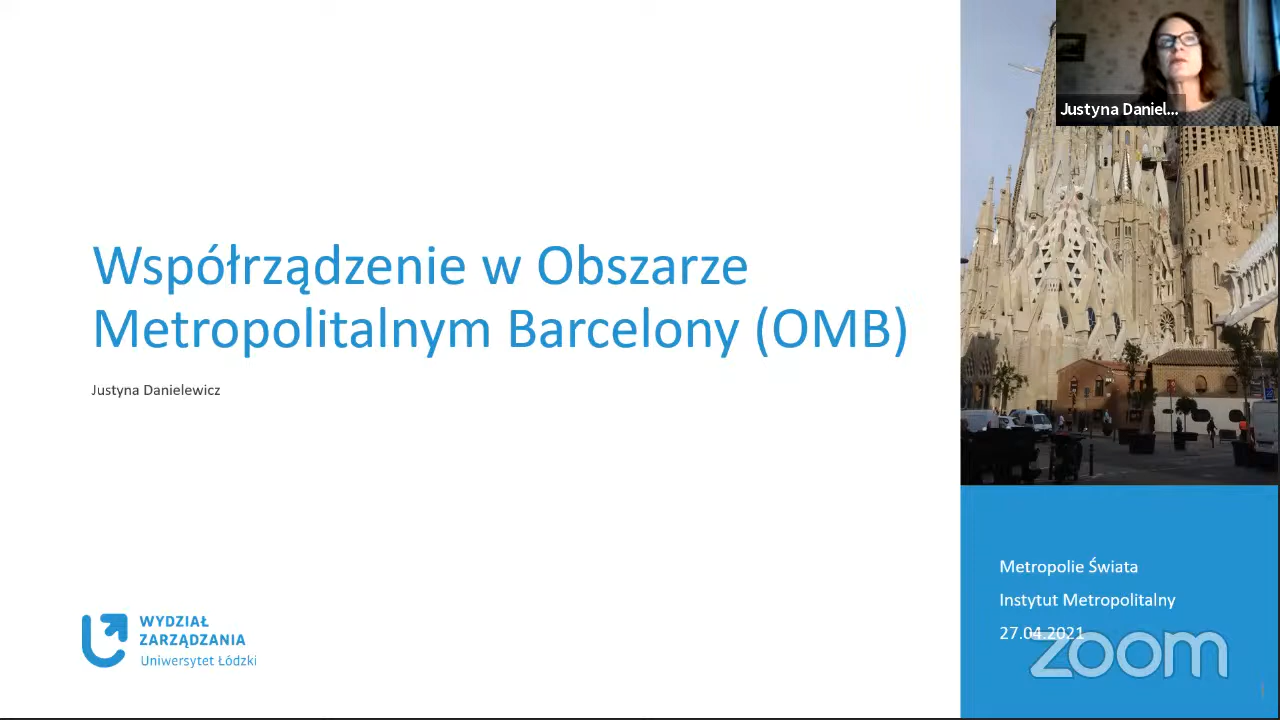 Justyna Daniel...
Współrządzenie w Obszarze
Metropolitalnym Barcelony (OMB)
Justyna Danielewicz
WYDZIAŁ
ZARZĄDZANIA
Uniwersytet Łódzki
Metropolie Świata
Instytut Metropolitalny
27.04.2021
zoom